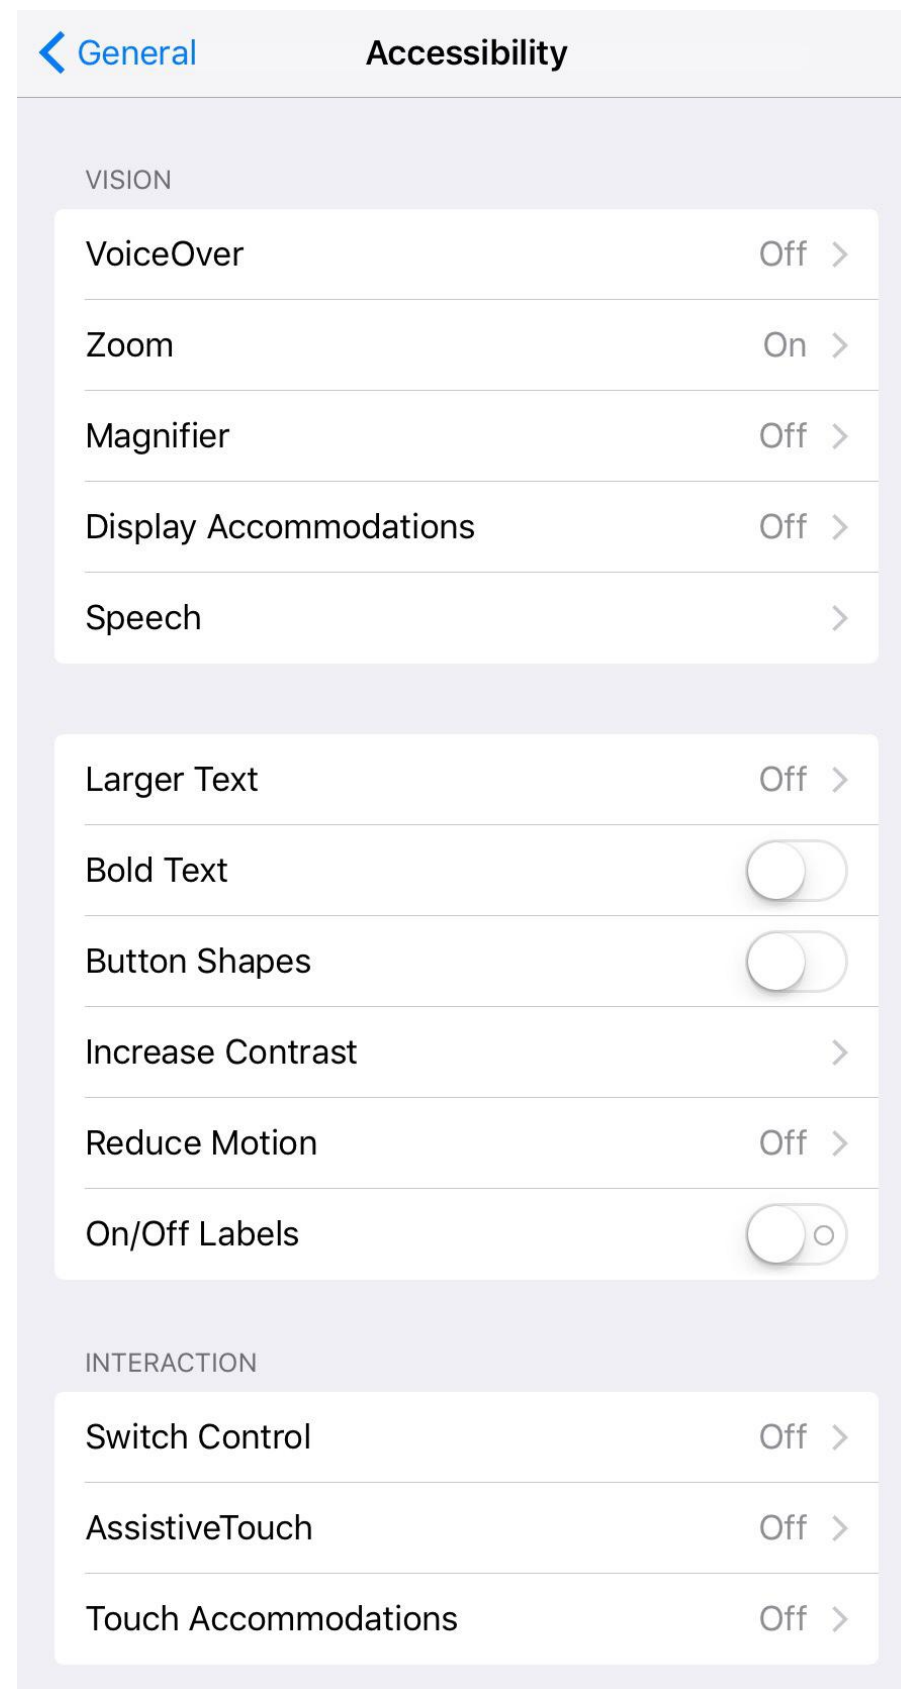 General Accessibility
VISION
VoiceOver Off
Zoom On
Magnifier Off
Display Accommodations Off
Speech
Larger Text Off
Bold Text
Button Shapes
Increase Contrast
Reduce Motion Off
On/Off Labels
INTERACTION
Switch Control Off
AssistiveTouch Off
Touch Accommodations Off